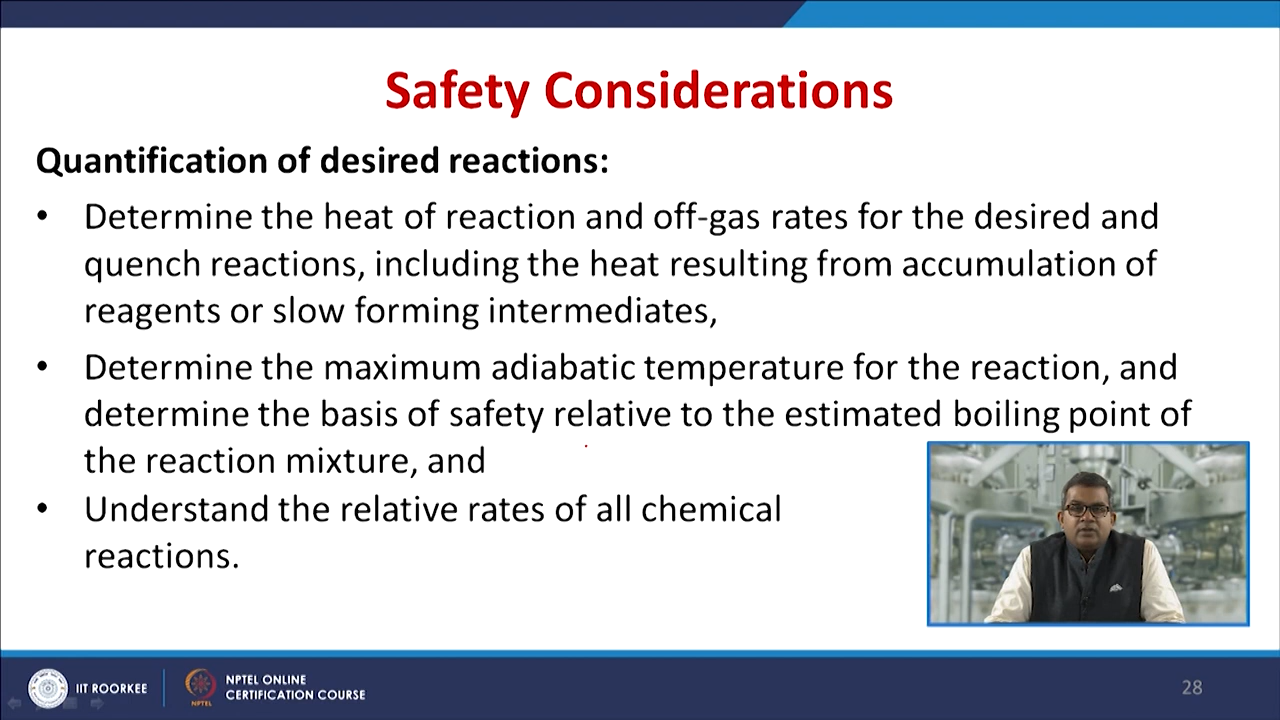 Safety Considerations
Quantification of desired reactions:
• Determine the heat of reaction and off-gas rates for the desired and
quench reactions, including the heat resulting from accumulation of
reagents or slow forming intermediates,
• Determine the maximum adiabatic temperature for the reaction, and
determine the basis of safety relative to the estimated boiling point of
the reaction mixture, and
• Understand the relative rates of all chemical
reactions.
IIT ROORKEE
NPTEL
NPTEL ONLINE
CERTIFICATION COURSE
28